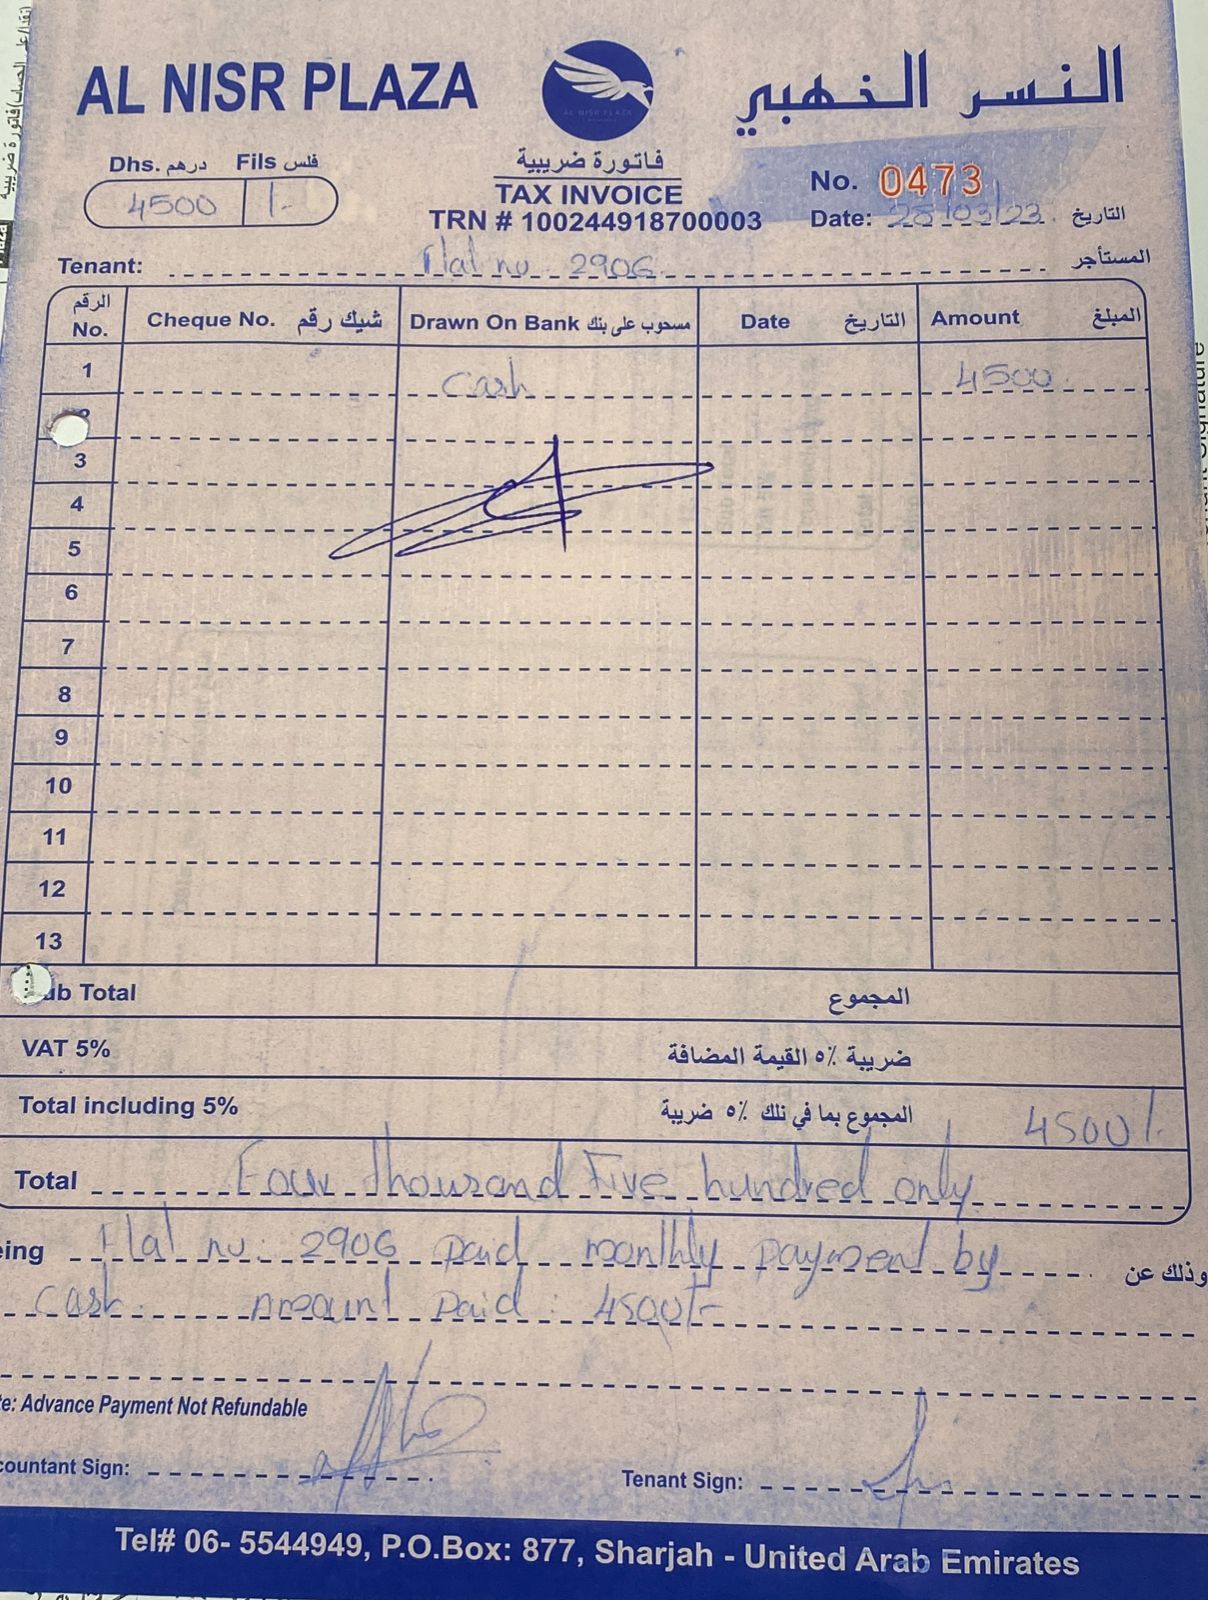 AL NISR PLAZA
النسر الذهبي
AL NISR PLAZA
Dhs. درهم Fils فلس
4500 /-
فاتورة ضريبية
TAX INVOICE
TRN # 100244918700003
No. 0473
Date: 25/03/23 التاريخ
Tenant: Flat no 2906 المستأجر
الرقم No. Cheque No. شيك رقم Drawn On Bank مسحوب على بنك Date التاريخ Amount المبلغ
1 Cash 4500
3
4
5
6
7
8
9
10
11
12
13
ub Total المجموع
VAT 5% ضريبة ٥٪ القيمة المضافة
Total including 5% المجموع بما في ذلك ٥٪ ضريبة 4500/-
Total Four thousand Five hundred only
eing Flat no: 2906 paid monthly payment by وذلك عن
cash. Amount paid: 4500/-
te: Advance Payment Not Refundable
countant Sign:
Tenant Sign:
Tel# 06- 5544949, P.O.Box: 877, Sharjah - United Arab Emirates